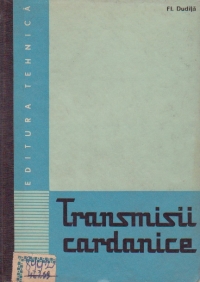 Fl. Dudiță
EDITURA TEHNICĂ
Transmisii
cardanice